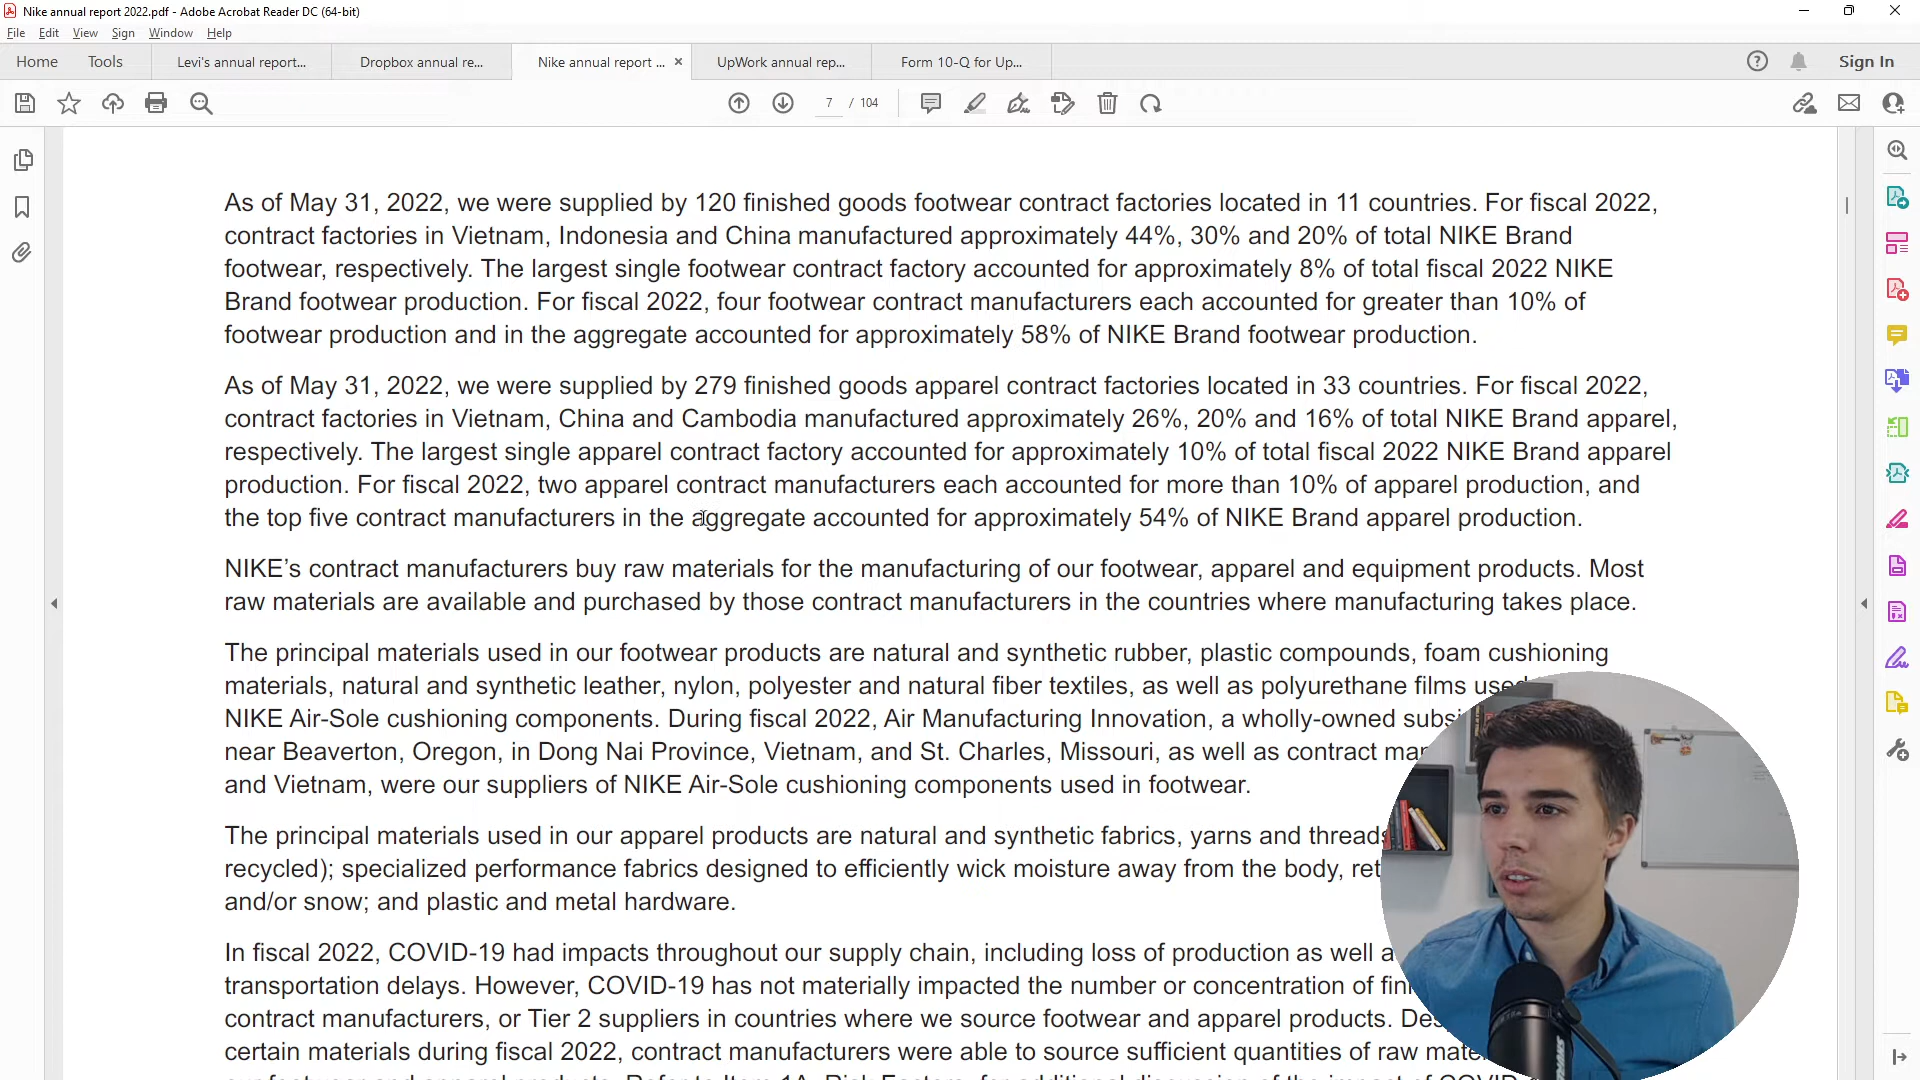 Nike annual report 2022.pdf - Adobe Acrobat Reader DC (64-bit)
File Edit View Sign Window Help
Home Tools Levi's annual report... Dropbox annual re... Nike annual report ... × UpWork annual rep... Form 10-Q for Up... Sign In
7 / 104
As of May 31, 2022, we were supplied by 120 finished goods footwear contract factories located in 11 countries. For fiscal 2022,
contract factories in Vietnam, Indonesia and China manufactured approximately 44%, 30% and 20% of total NIKE Brand
footwear, respectively. The largest single footwear contract factory accounted for approximately 8% of total fiscal 2022 NIKE
Brand footwear production. For fiscal 2022, four footwear contract manufacturers each accounted for greater than 10% of
footwear production and in the aggregate accounted for approximately 58% of NIKE Brand footwear production.
As of May 31, 2022, we were supplied by 279 finished goods apparel contract factories located in 33 countries. For fiscal 2022,
contract factories in Vietnam, China and Cambodia manufactured approximately 26%, 20% and 16% of total NIKE Brand apparel,
respectively. The largest single apparel contract factory accounted for approximately 10% of total fiscal 2022 NIKE Brand apparel
production. For fiscal 2022, two apparel contract manufacturers each accounted for more than 10% of apparel production, and
the top five contract manufacturers in the aggregate accounted for approximately 54% of NIKE Brand apparel production.
NIKE’s contract manufacturers buy raw materials for the manufacturing of our footwear, apparel and equipment products. Most
raw materials are available and purchased by those contract manufacturers in the countries where manufacturing takes place.
The principal materials used in our footwear products are natural and synthetic rubber, plastic compounds, foam cushioning
materials, natural and synthetic leather, nylon, polyester and natural fiber textiles, as well as polyurethane films used
NIKE Air-Sole cushioning components. During fiscal 2022, Air Manufacturing Innovation, a wholly-owned
near Beaverton, Oregon, in Dong Nai Province, Vietnam, and St. Charles, Missouri, as well as contract
and Vietnam, were our suppliers of NIKE Air-Sole cushioning components used in footwear.
The principal materials used in our apparel products are natural and synthetic fabrics, yarns and threads
recycled); specialized performance fabrics designed to efficiently wick moisture away from the body,
and/or snow; and plastic and metal hardware.
In fiscal 2022, COVID-19 had impacts throughout our supply chain, including loss of production as well
transportation delays. However, COVID-19 has not materially impacted the number or concentration of
contract manufacturers, or Tier 2 suppliers in countries where we source footwear and apparel products.
certain materials during fiscal 2022, contract manufacturers were able to source sufficient quantities of raw